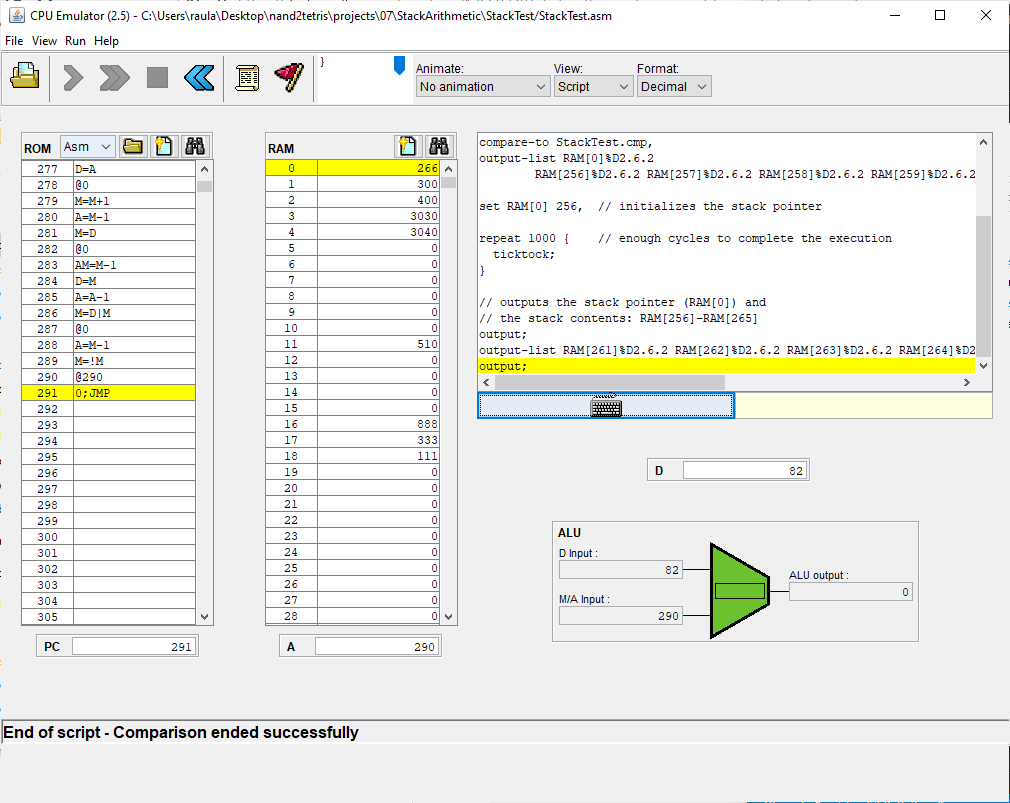 CPU Emulator (2.5) - C:\Users\raula\Desktop\nand2tetris\projects\07\StackArithmetic\StackTest/StackTest.asm
File View Run Help
}
Animate:
No animation
View:
Script
Format:
Decimal
ROM Asm
277 D=A
278 @0
279 M=M+1
280 A=M-1
281 M=D
282 @0
283 AM=M-1
284 D=M
285 A=A-1
286 M=D|M
287 @0
288 A=M-1
289 M=!M
290 @290
291 0;JMP
292
293
294
295
296
297
298
299
300
301
302
303
304
305
PC 291
RAM
0 266
1 300
2 400
3 3030
4 3040
5 0
6 0
7 0
8 0
9 0
10 0
11 510
12 0
13 0
14 0
15 0
16 888
17 333
18 111
19 0
20 0
21 0
22 0
23 0
24 0
25 0
26 0
27 0
28 0
A 290
compare-to StackTest.cmp,
output-list RAM[0]%D2.6.2
RAM[256]%D2.6.2 RAM[257]%D2.6.2 RAM[258]%D2.6.2 RAM[259]%D2.6.2
set RAM[0] 256,  // initializes the stack pointer
repeat 1000 {    // enough cycles to complete the execution
ticktock;
}
// outputs the stack pointer (RAM[0]) and
// the stack contents: RAM[256]-RAM[265]
output;
output-list RAM[261]%D2.6.2 RAM[262]%D2.6.2 RAM[263]%D2.6.2 RAM[264]%D2
output;
D 82
ALU
D Input :
82
M/A Input :
290
ALU output :
0
End of script - Comparison ended successfully